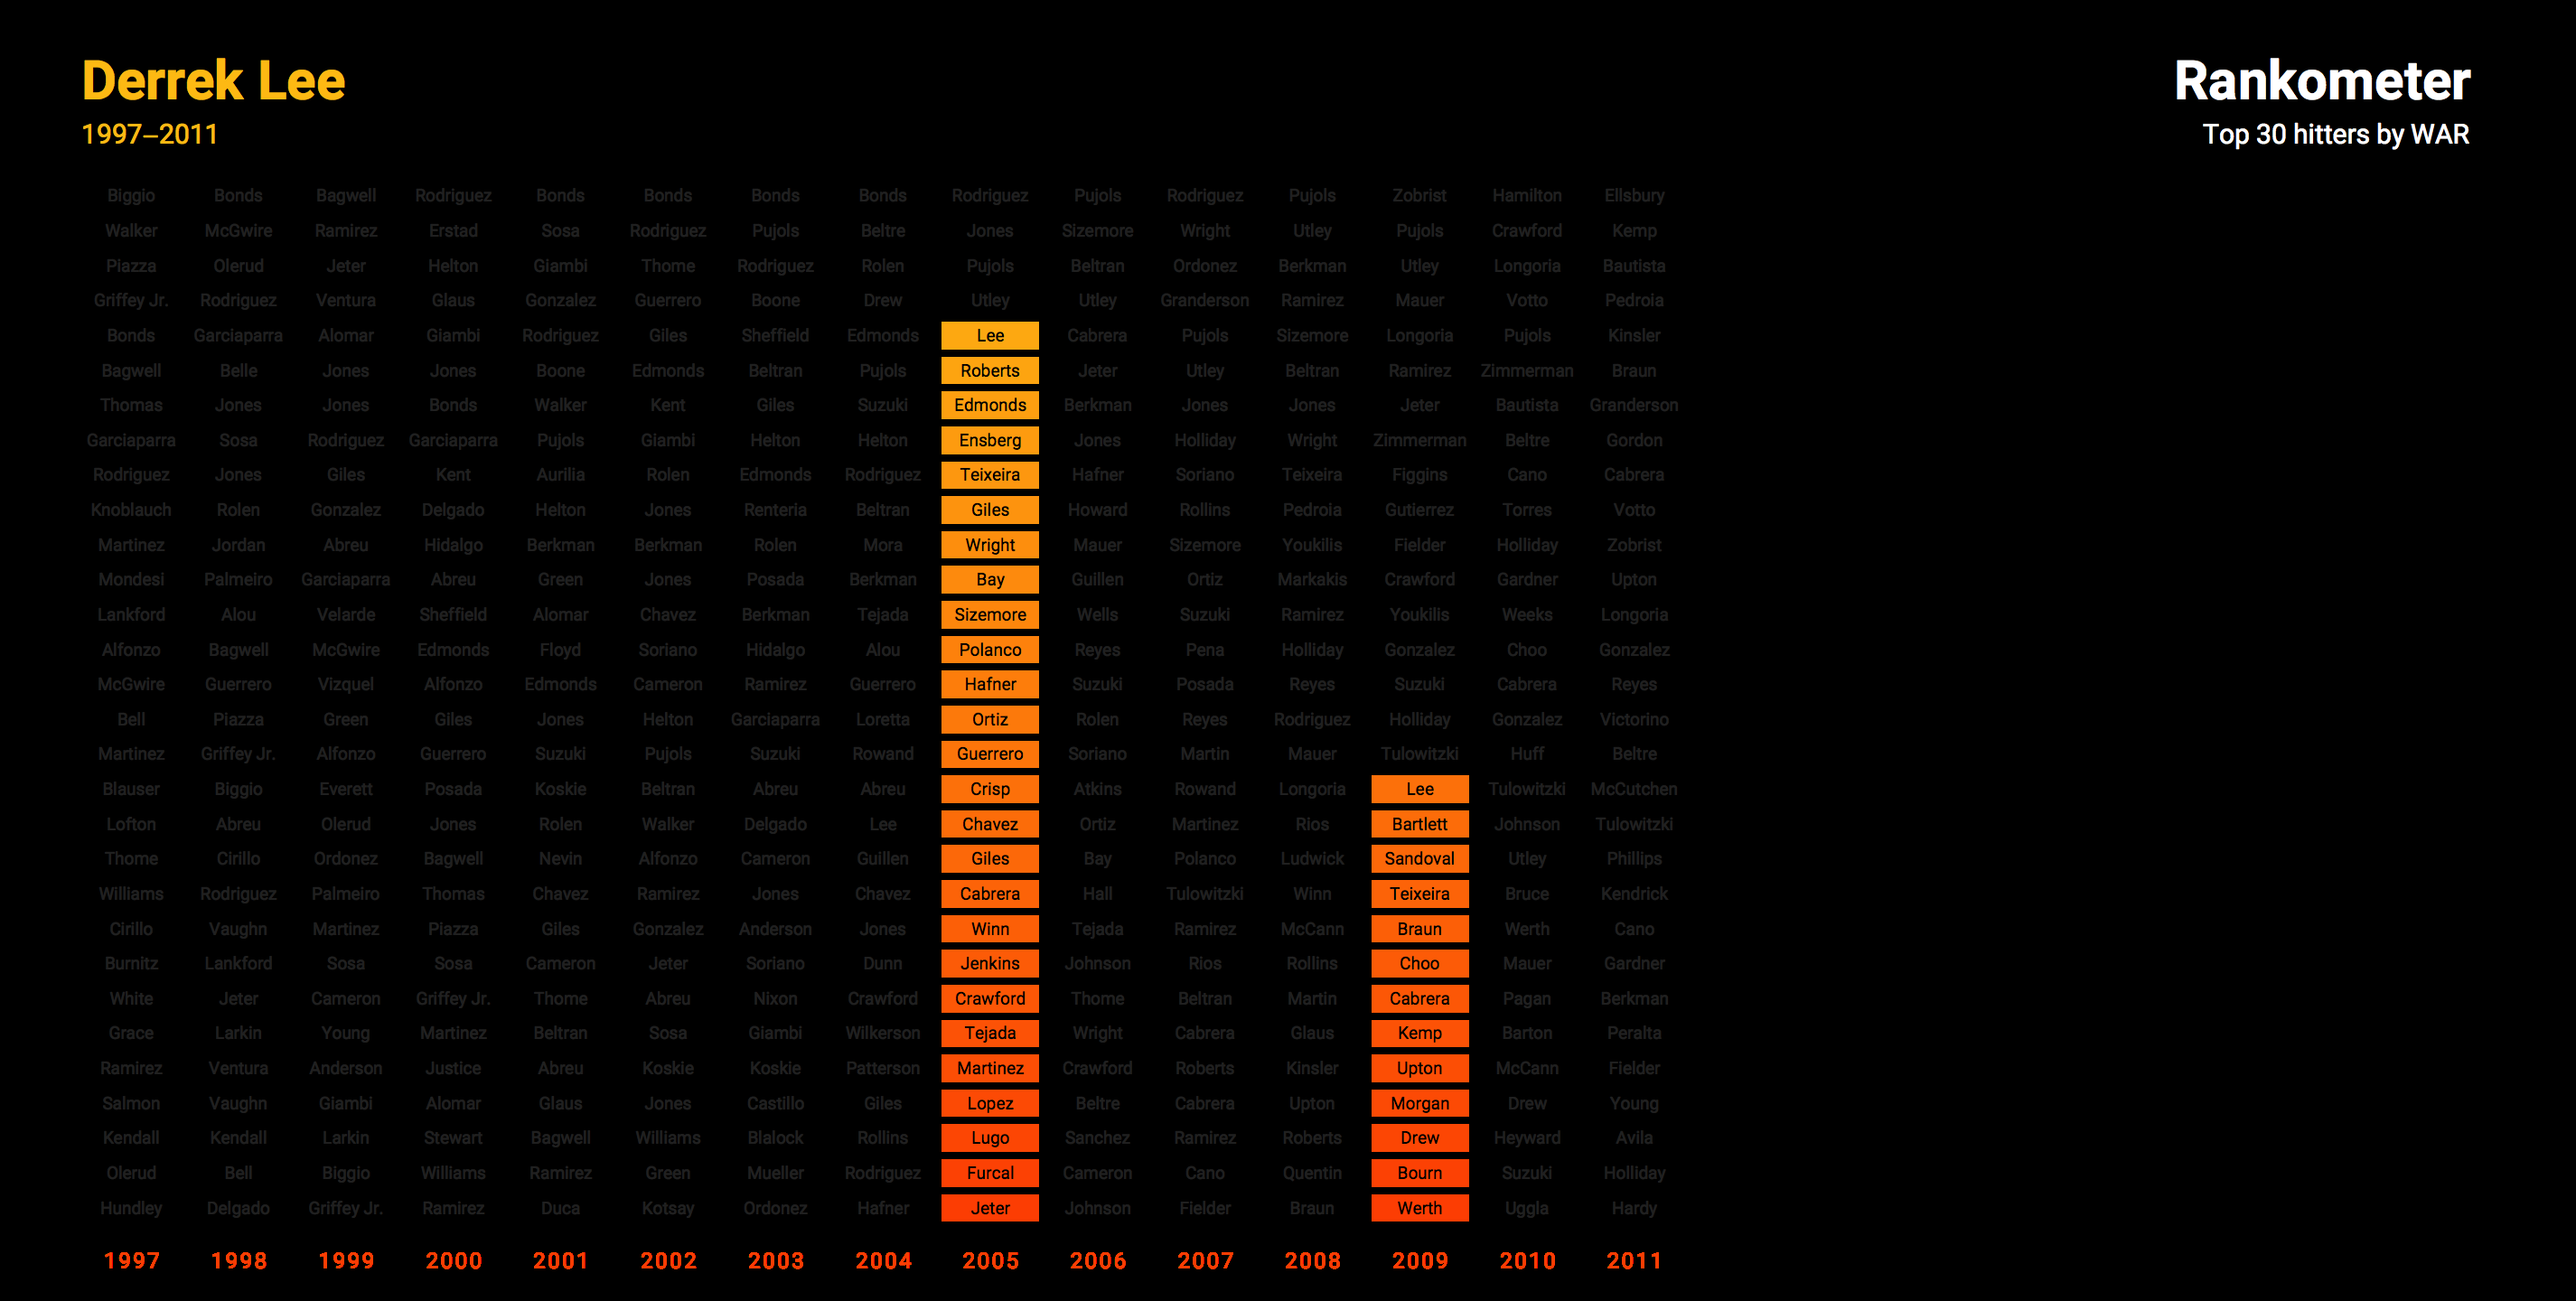 Derrek Lee
1997–2011
Rankometer
Top 30 hitters by WAR
Biggio Bonds Bagwell Rodriguez Bonds Bonds Bonds Bonds Rodriguez Pujols Rodriguez Pujols Zobrist Hamilton Ellsbury
Walker McGwire Ramirez Erstad Sosa Rodriguez Pujols Beltre Jones Sizemore Wright Utley Pujols Crawford Kemp
Piazza Olerud Jeter Helton Giambi Thome Rodriguez Rolen Pujols Beltran Ordonez Berkman Utley Longoria Bautista
Griffey Jr. Rodriguez Ventura Glaus Gonzalez Guerrero Boone Drew Utley Utley Granderson Ramirez Mauer Votto Pedroia
Bonds Garciaparra Alomar Giambi Rodriguez Giles Sheffield Edmonds Lee Cabrera Pujols Sizemore Longoria Pujols Kinsler
Bagwell Belle Jones Jones Boone Edmonds Beltran Pujols Roberts Jeter Utley Beltran Ramirez Zimmerman Braun
Thomas Jones Jones Bonds Walker Kent Giles Suzuki Edmonds Berkman Jones Jones Jeter Bautista Granderson
Garciaparra Sosa Rodriguez Garciaparra Pujols Giambi Helton Helton Ensberg Jones Holliday Wright Zimmerman Beltre Gordon
Rodriguez Jones Giles Kent Aurilia Rolen Edmonds Rodriguez Teixeira Hafner Soriano Teixeira Figgins Cano Cabrera
Knoblauch Rolen Gonzalez Delgado Helton Jones Renteria Beltran Giles Howard Rollins Pedroia Gutierrez Torres Votto
Martinez Jordan Abreu Hidalgo Berkman Berkman Rolen Mora Wright Mauer Sizemore Youkilis Fielder Holliday Zobrist
Mondesi Palmeiro Garciaparra Abreu Green Jones Posada Berkman Bay Guillen Ortiz Markakis Crawford Gardner Upton
Lankford Alou Velarde Sheffield Alomar Chavez Berkman Tejada Sizemore Wells Suzuki Ramirez Youkilis Weeks Longoria
Alfonzo Bagwell McGwire Edmonds Floyd Soriano Hidalgo Alou Polanco Reyes Pena Holliday Gonzalez Choo Gonzalez
McGwire Guerrero Vizquel Alfonzo Edmonds Cameron Ramirez Guerrero Hafner Suzuki Posada Reyes Suzuki Cabrera Reyes
Bell Piazza Green Giles Jones Helton Garciaparra Loretta Ortiz Rolen Reyes Rodriguez Holliday Gonzalez Victorino
Martinez Griffey Jr. Alfonzo Guerrero Suzuki Pujols Suzuki Rowand Guerrero Soriano Martin Mauer Tulowitzki Huff Beltre
Blauser Biggio Everett Posada Koskie Beltran Abreu Abreu Crisp Atkins Rowand Longoria Lee Tulowitzki McCutchen
Lofton Abreu Olerud Jones Rolen Walker Delgado Lee Chavez Ortiz Martinez Rios Bartlett Johnson Tulowitzki
Thome Cirillo Ordonez Bagwell Nevin Alfonzo Cameron Guillen Giles Bay Polanco Ludwick Sandoval Utley Phillips
Williams Rodriguez Palmeiro Thomas Chavez Ramirez Jones Chavez Cabrera Hall Tulowitzki Winn Teixeira Bruce Kendrick
Cirillo Vaughn Martinez Piazza Giles Gonzalez Anderson Jones Winn Tejada Ramirez McCann Braun Werth Cano
Burnitz Lankford Sosa Sosa Cameron Jeter Soriano Dunn Jenkins Johnson Rios Rollins Choo Mauer Gardner
White Jeter Cameron Griffey Jr. Thome Abreu Nixon Crawford Crawford Thome Beltran Martin Cabrera Pagan Berkman
Grace Larkin Young Martinez Beltran Sosa Giambi Wilkerson Tejada Wright Cabrera Glaus Kemp Barton Peralta
Ramirez Ventura Anderson Justice Abreu Koskie Koskie Patterson Martinez Crawford Roberts Kinsler Upton McCann Fielder
Salmon Vaughn Giambi Alomar Glaus Jones Castillo Giles Lopez Beltre Cabrera Upton Morgan Drew Young
Kendall Kendall Larkin Stewart Bagwell Williams Blalock Rollins Lugo Sanchez Ramirez Roberts Drew Heyward Avila
Olerud Bell Biggio Williams Ramirez Green Mueller Rodriguez Furcal Cameron Cano Quentin Bourn Suzuki Holliday
Hundley Delgado Griffey Jr. Ramirez Duca Kotsay Ordonez Hafner Jeter Johnson Fielder Braun Werth Uggla Hardy
1997 1998 1999 2000 2001 2002 2003 2004 2005 2006 2007 2008 2009 2010 2011